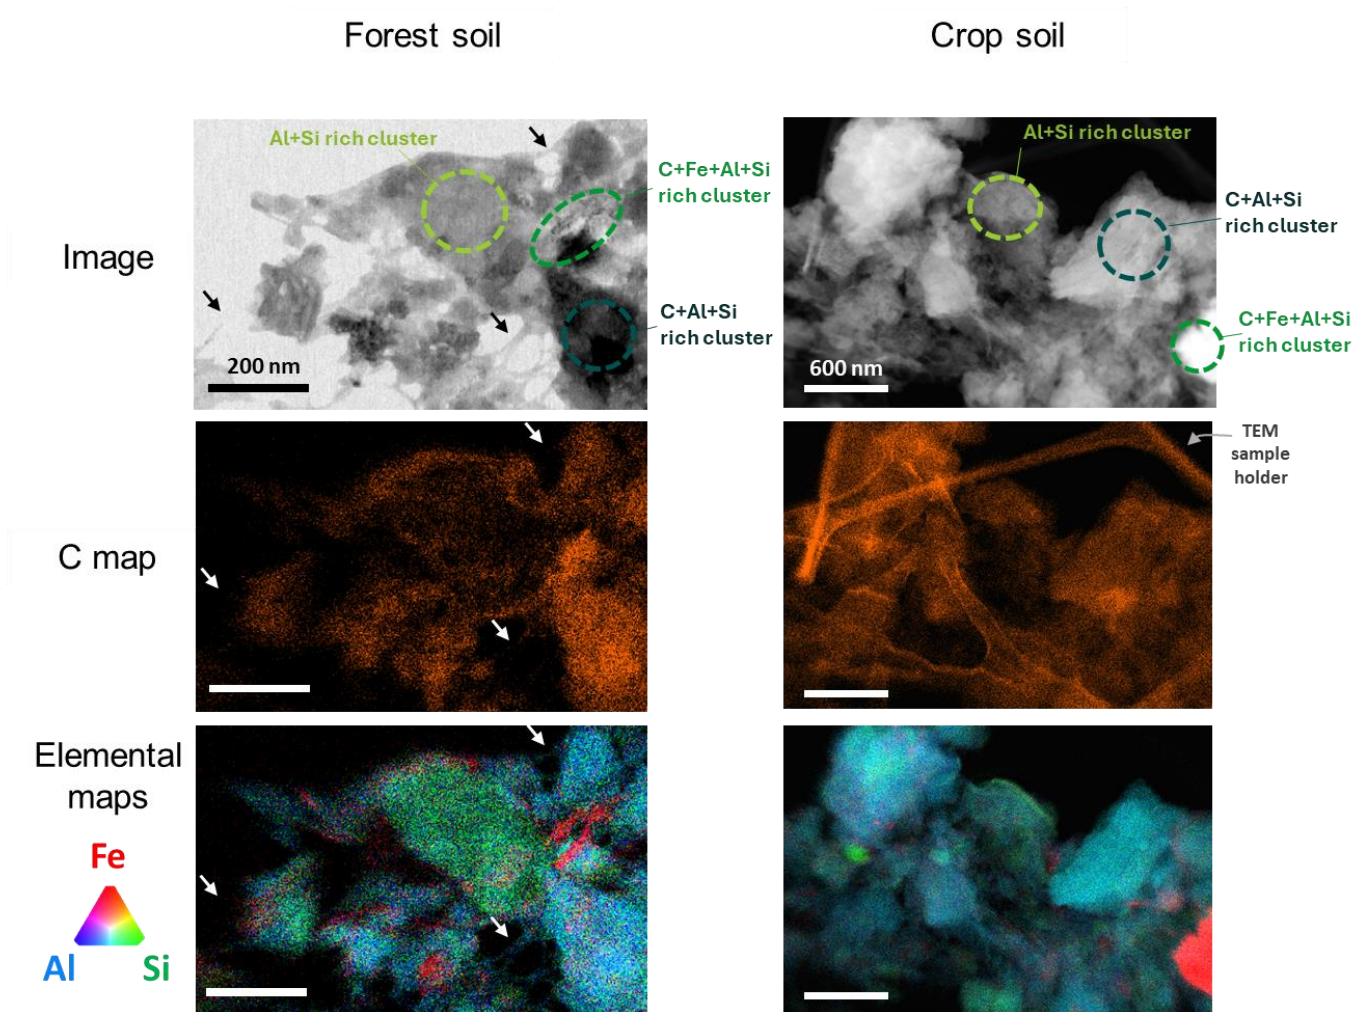 Forest soil
Crop soil
Image
Al+Si rich cluster
C+Fe+Al+Si
rich cluster
C+Al+Si
rich cluster
200 nm
Al+Si rich cluster
C+Al+Si
rich cluster
C+Fe+Al+Si
rich cluster
600 nm
C map
TEM
sample
holder
Elemental
maps
Fe
Al
Si